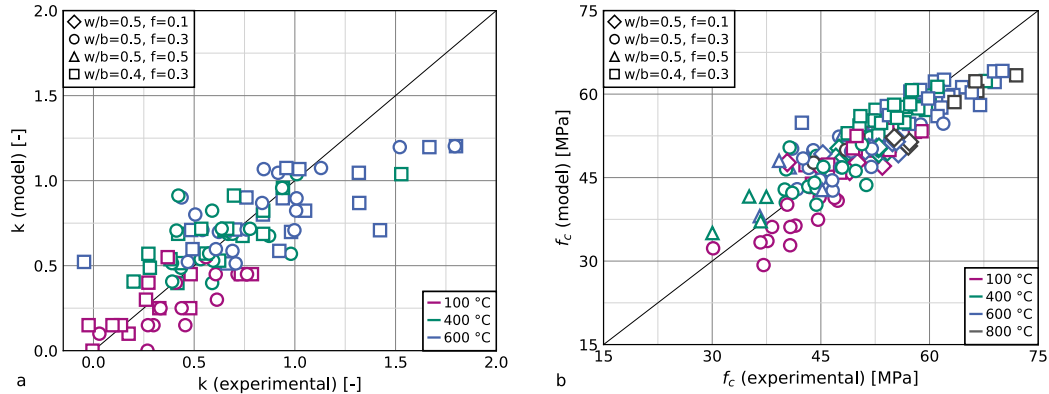 2.0
1.5
1.0
0.5
0.0
k (model) [-]
w/b=0.5, f=0.1
w/b=0.5, f=0.3
w/b=0.5, f=0.5
w/b=0.4, f=0.3
100 °C
400 °C
600 °C
0.0 0.5 1.0 1.5 2.0
k (experimental) [-]
a
75
60
45
30
15
f_c (model) [MPa]
w/b=0.5, f=0.1
w/b=0.5, f=0.3
w/b=0.5, f=0.5
w/b=0.4, f=0.3
100 °C
400 °C
600 °C
800 °C
15 30 45 60 75
f_c (experimental) [MPa]
b